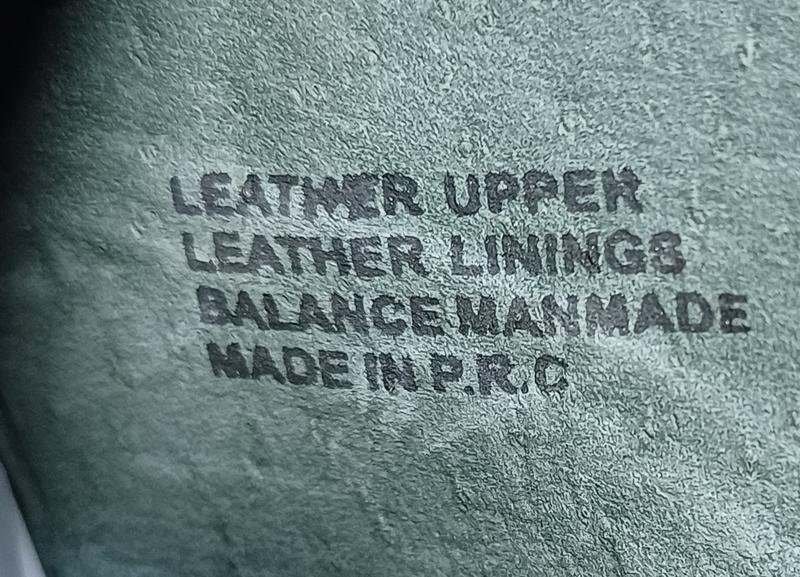 LEATHER UPPER
LEATHER LININGS
BALANCE MANMADE
MADE IN P.R.C